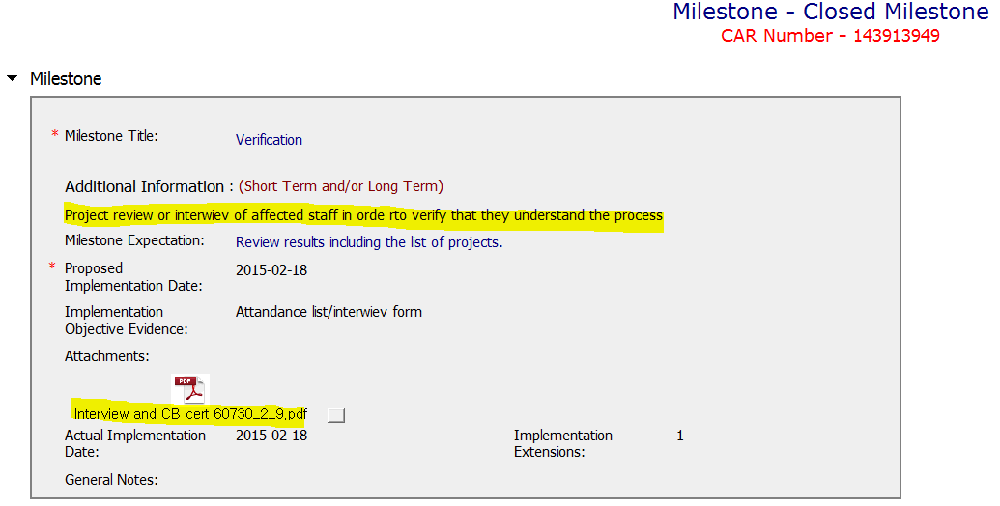 Milestone - Closed Milestone
CAR Number - 143913949
Milestone
* Milestone Title: Verification
Additional Information : (Short Term and/or Long Term)
Project review or interwiev of affected staff in orde rto verify that they understand the process
Milestone Expectation: Review results including the list of projects.
* Proposed 2015-02-18
Implementation Date:
Implementation Attandance list/interwiev form
Objective Evidence:
Attachments:
PDF
Interview and CB cert 60730_2_9.pdf
Actual Implementation 2015-02-18 Implementation 1
Date: Extensions:
General Notes: